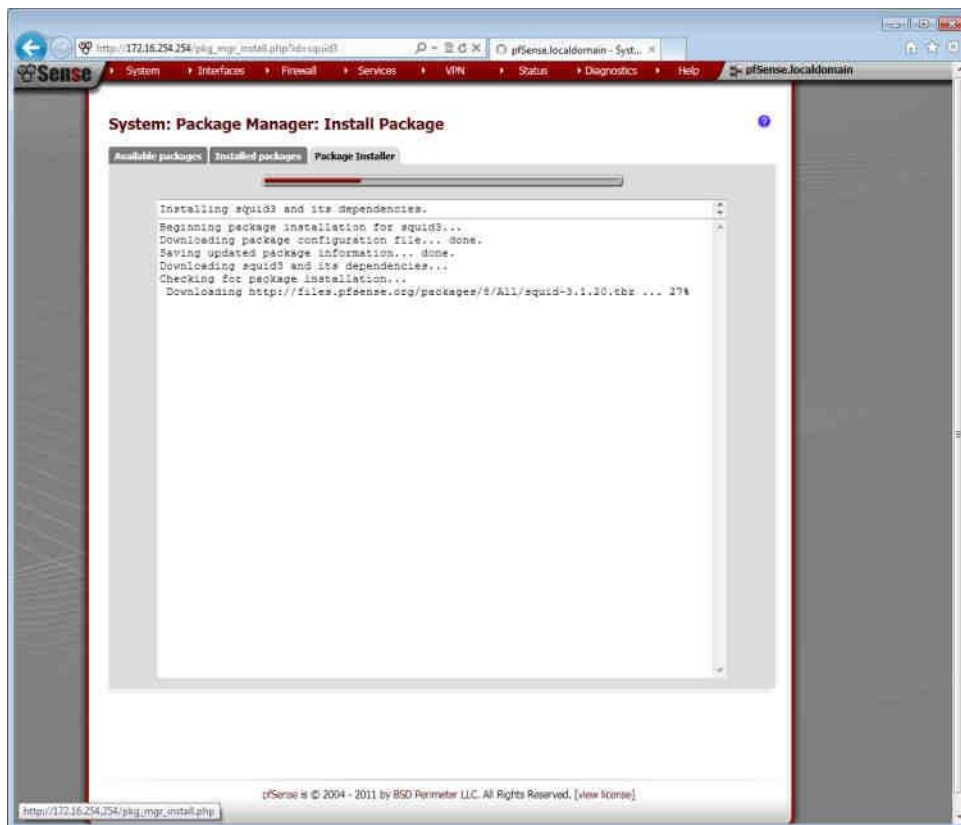 http://172.16.254.254/pkg_mgr_install.php?id=squid3
pfSense.localdomain - Syst...
Sense
System
Interfaces
Firewall
Services
VPN
Status
Diagnostics
Help
pfSense.localdomain
System: Package Manager: Install Package
Available packages
Installed packages
Package Installer
Installing squid3 and its dependencies.
Beginning package installation for squid3...
Downloading package configuration file... done.
Saving updated package information... done.
Downloading squid3 and its dependencies...
Checking for package installation...
Downloading http://files.pfsense.org/packages/8/All/squid-3.1.20.tbz ... 27%
pfSense is © 2004 - 2011 by BSD Perimeter LLC. All Rights Reserved. [view license]
http://172.16.254.254/pkg_mgr_install.php